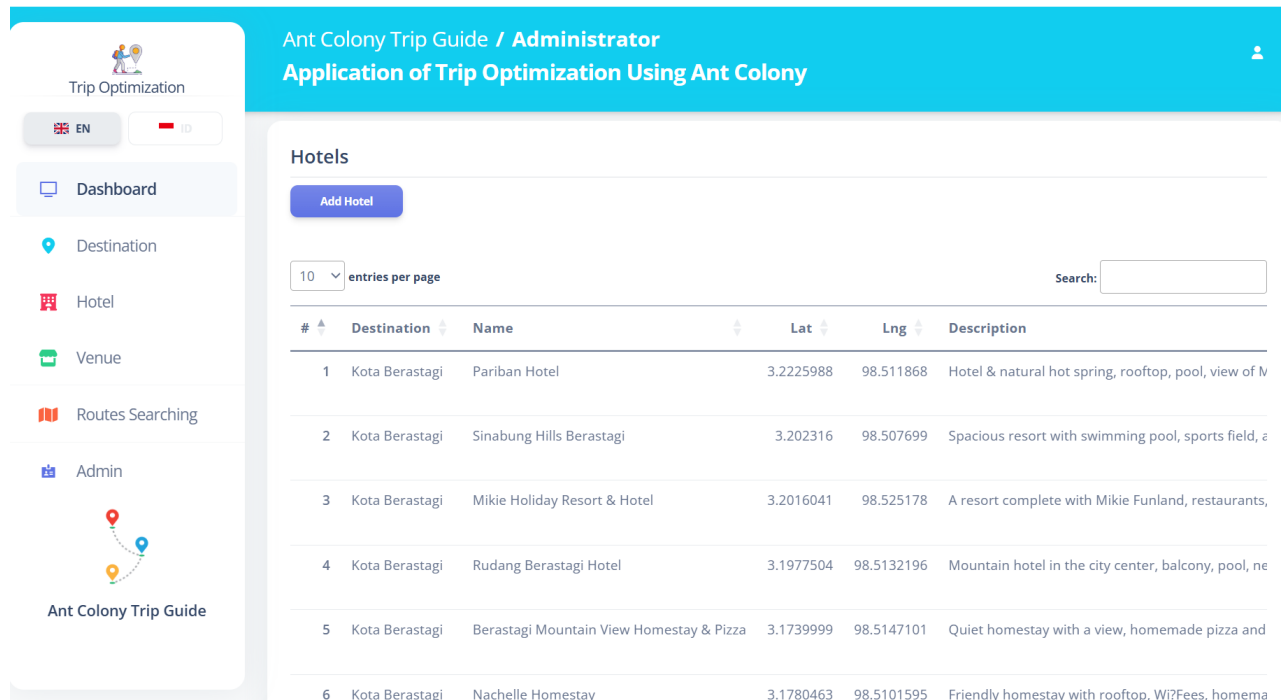 Trip Optimization
EN
ID
Dashboard
Destination
Hotel
Venue
Routes Searching
Admin
Ant Colony Trip Guide
Ant Colony Trip Guide / Administrator
Application of Trip Optimization Using Ant Colony
Hotels
Add Hotel
10 entries per page
Search:
# Destination Name Lat Lng Description
1 Kota Berastagi Pariban Hotel 3.2225988 98.511868 Hotel & natural hot spring, rooftop, pool, view of
2 Kota Berastagi Sinabung Hills Berastagi 3.202316 98.507699 Spacious resort with swimming pool, sports field,
3 Kota Berastagi Mikie Holiday Resort & Hotel 3.2016041 98.525178 A resort complete with Mikie Funland, restaurants,
4 Kota Berastagi Rudang Berastagi Hotel 3.1977504 98.5132196 Mountain hotel in the city center, balcony, pool, ne
5 Kota Berastagi Berastagi Mountain View Homestay & Pizza 3.1739999 98.5147101 Quiet homestay with a view, homemade pizza and
6 Kota Berastagi Nachelle Homestay 3.1780463 98.5101595 Friendly homestay with rooftop, Wi?Fees, homema